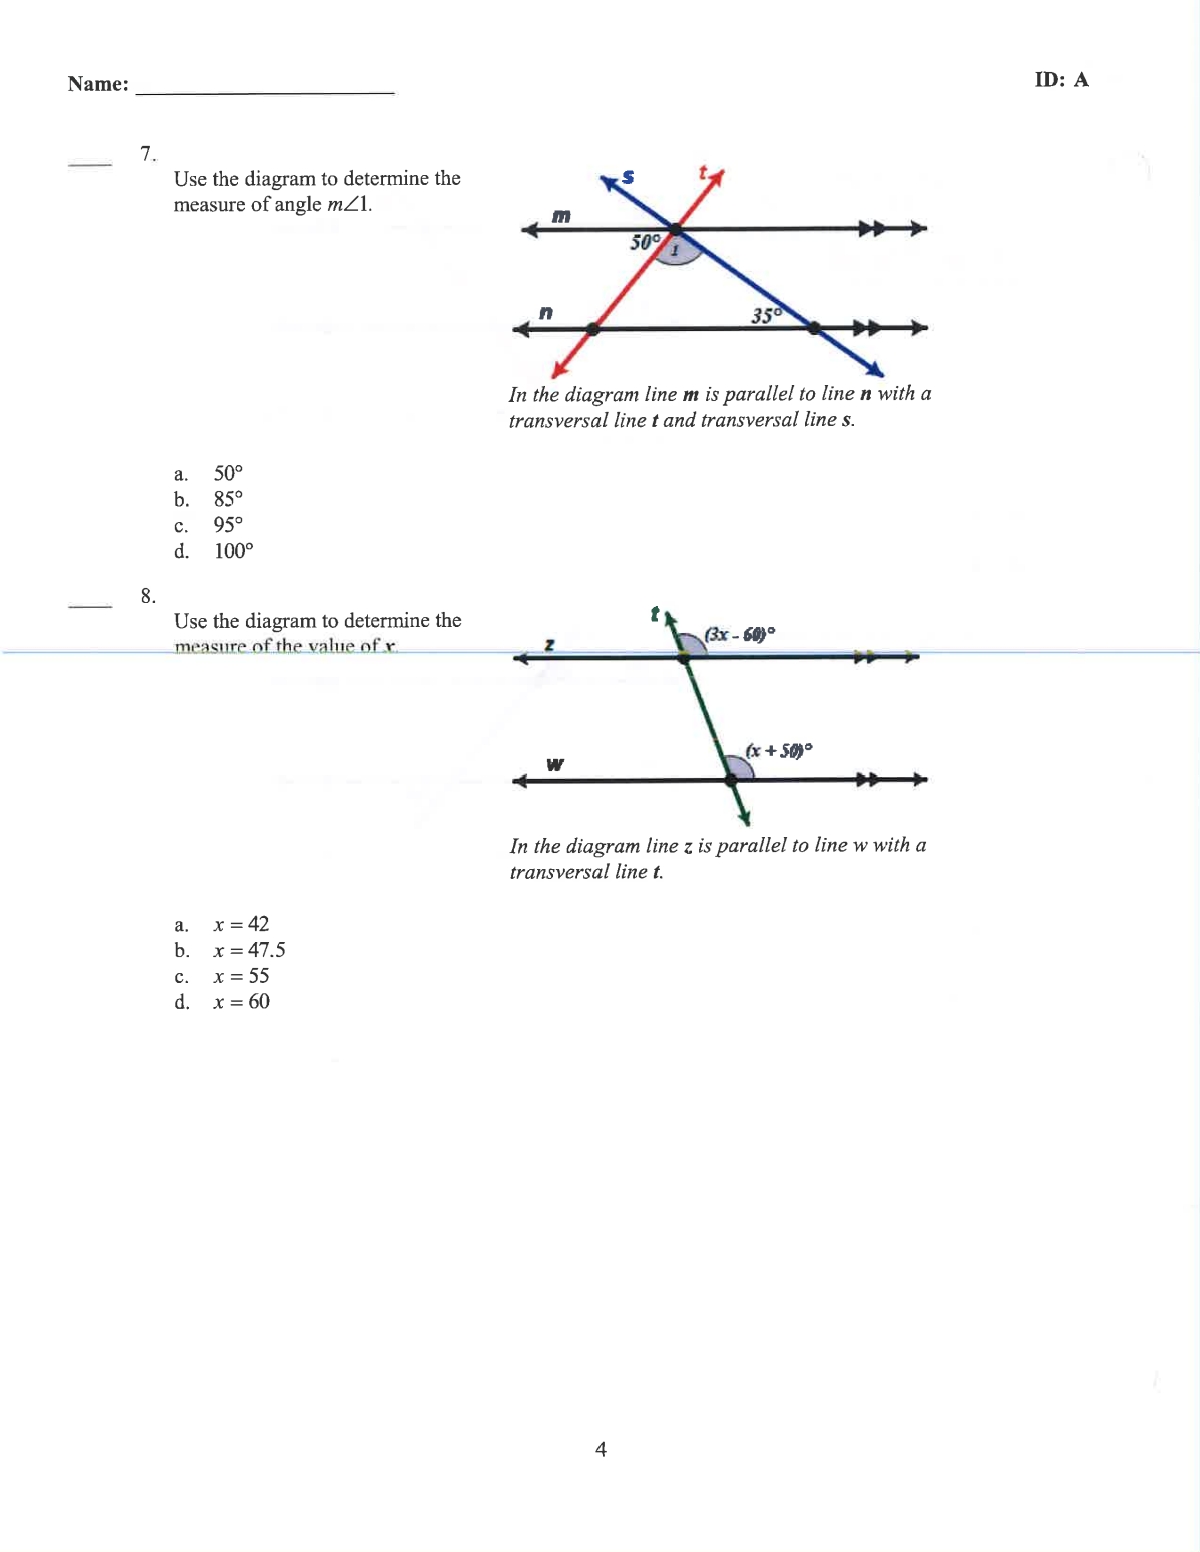 Name: ____________________
ID: A
____ 7.
Use the diagram to determine the
measure of angle m∠1.
s
t
m
50°
1
n
35°
In the diagram line m is parallel to line n with a
transversal line t and transversal line s.
a. 50°
b. 85°
c. 95°
d. 100°
____ 8.
Use the diagram to determine the
measure of the value of x.
t
(3x - 60)°
z
(x + 50)°
w
In the diagram line z is parallel to line w with a
transversal line t.
a. x = 42
b. x = 47.5
c. x = 55
d. x = 60
4